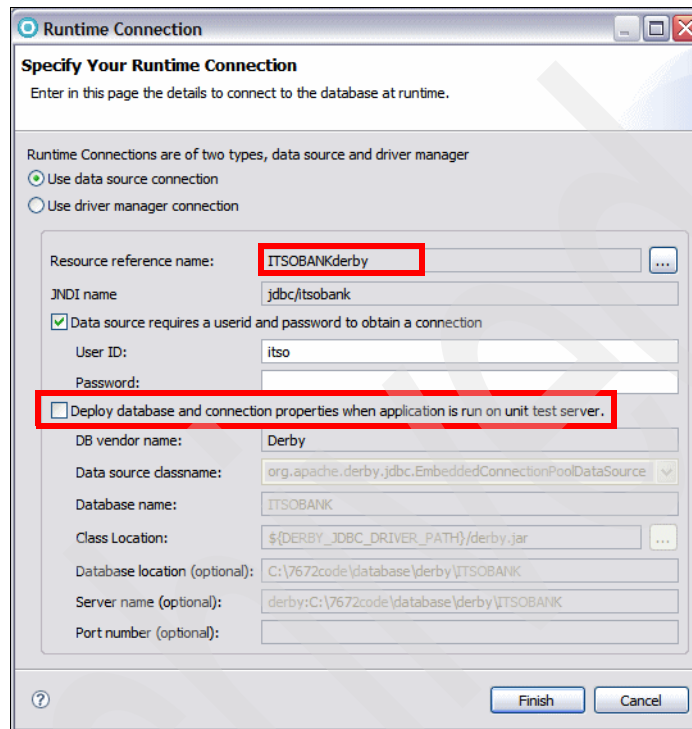 Runtime Connection
Specify Your Runtime Connection
Enter in this page the details to connect to the database at runtime.
Runtime Connections are of two types, data source and driver manager
Use data source connection
Use driver manager connection
Resource reference name: ITSOBANKderby ...
JNDI name jdbc/itsobank
Data source requires a userid and password to obtain a connection
User ID: itso
Password:
Deploy database and connection properties when application is run on unit test server.
DB vendor name: Derby
Data source classname: org.apache.derby.jdbc.EmbeddedConnectionPoolDataSource
Database name: ITSOBANK
Class Location: ${DERBY_JDBC_DRIVER_PATH}/derby.jar ...
Database location (optional): C:\7672code\database\derby\ITSOBANK
Server name (optional): derby:C:\7672code\database\derby\ITSOBANK
Port number (optional):
? Finish Cancel